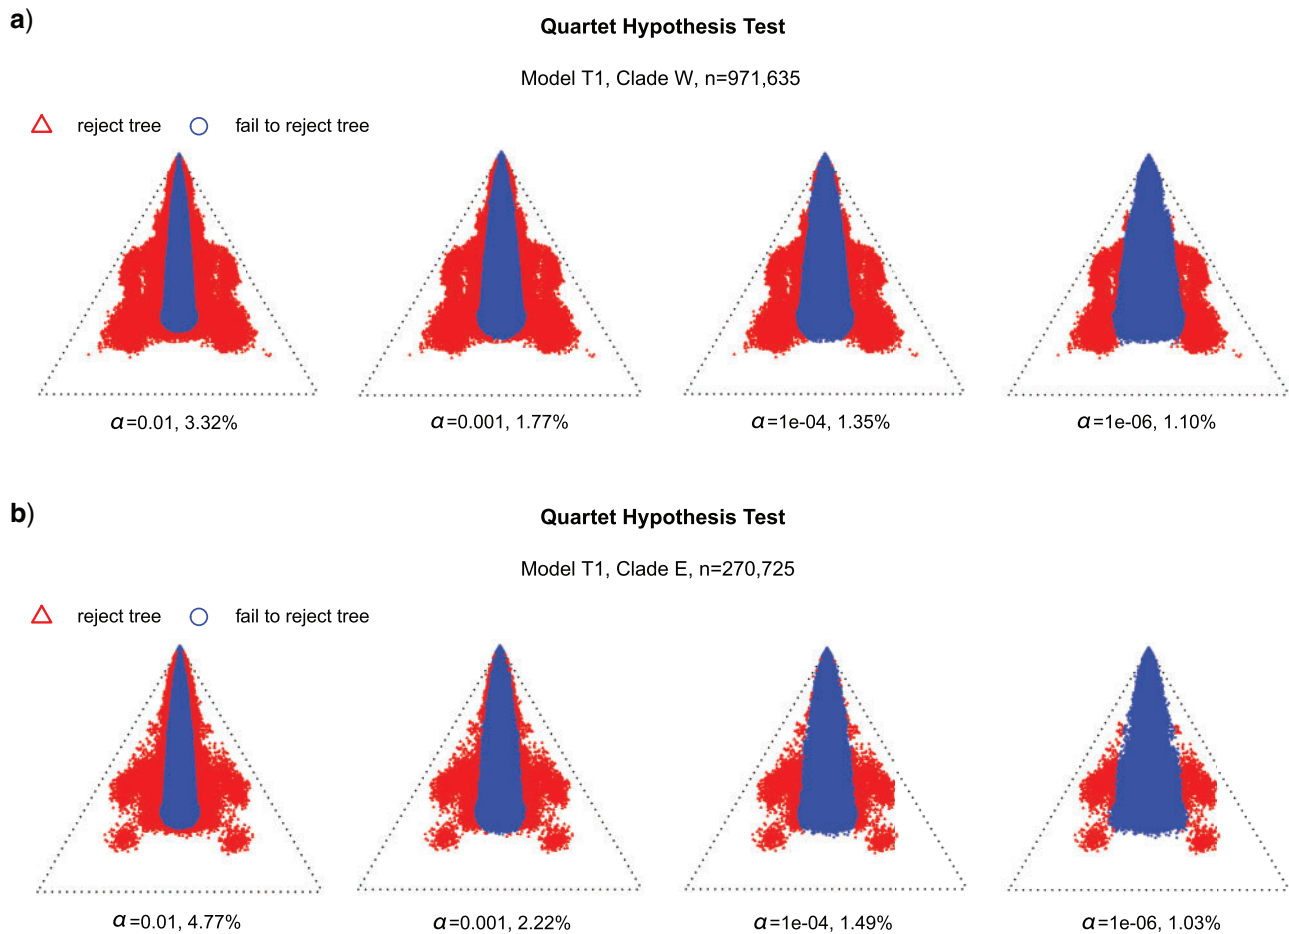 a)
Quartet Hypothesis Test
Model T1, Clade W, n=971,635
reject tree fail to reject tree
α=0.01, 3.32% α=0.001, 1.77% α=1e-04, 1.35% α=1e-06, 1.10%
b)
Quartet Hypothesis Test
Model T1, Clade E, n=270,725
reject tree fail to reject tree
α=0.01, 4.77% α=0.001, 2.22% α=1e-04, 1.49% α=1e-06, 1.03%